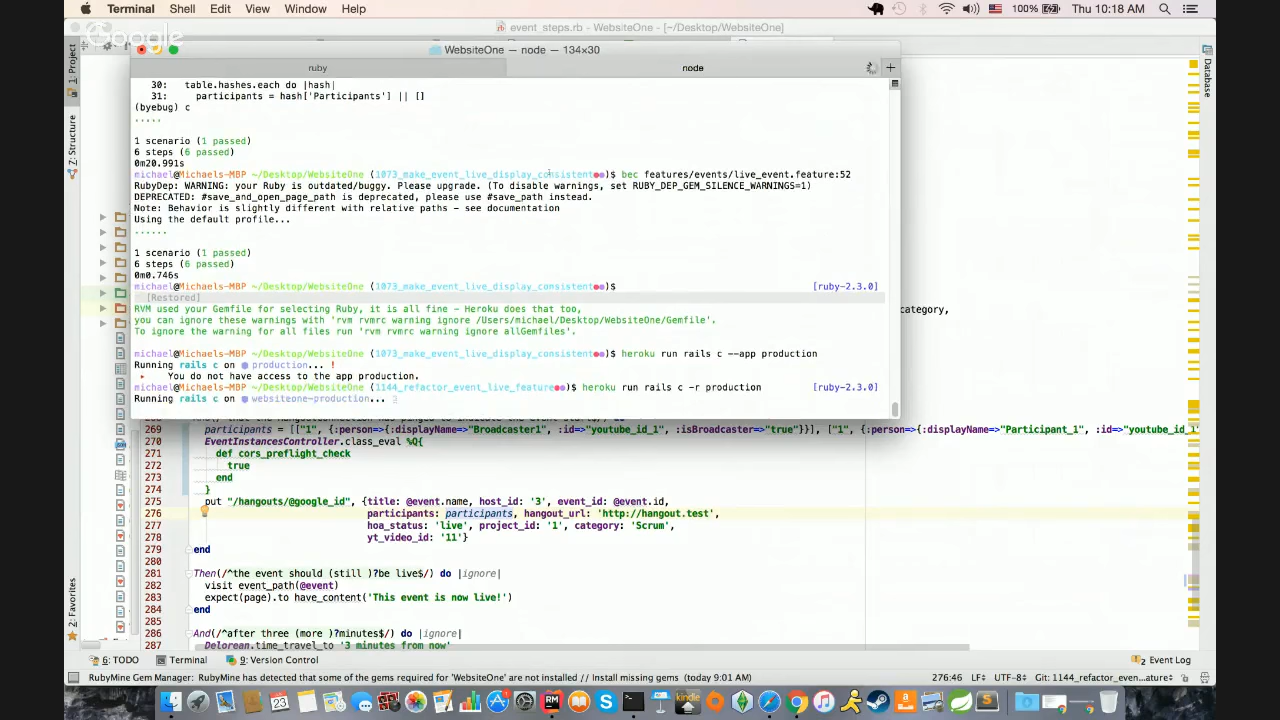 Terminal Shell Edit View Window Help 100% Thu 10:18 AM
event_steps.rb - WebsiteOne - [~/Desktop/WebsiteOne]
Google
WebsiteOne — node — 134×30
ruby node
1: Project
7: Structure
2: Favorites
Database
30: table.hashes.each do |hash|
31: participants = hash['Participants'] || []
(byebug) c
.....
1 scenario (1 passed)
6 steps (6 passed)
0m20.991s
michael@Michaels-MBP ~/Desktop/WebsiteOne (1073_make_event_live_display_consistent●●)$ bec features/events/live_event.feature:52
RubyDep: WARNING: your Ruby is outdated/buggy. Please upgrade. (To disable warnings, set RUBY_DEP_GEM_SILENCE_WARNINGS=1)
DEPRECATED: #save_and_open_page_path is deprecated, please use #save_path instead.
Note: Behavior is slightly different with relative paths - see documentation
Using the default profile...
......
1 scenario (1 passed)
6 steps (6 passed)
0m0.746s
michael@Michaels-MBP ~/Desktop/WebsiteOne (1073_make_event_live_display_consistent●●)$ [ruby-2.3.0]
[Restored]
RVM used your Gemfile for selecting Ruby, it is all fine - Heroku does that too,
you can ignore these warnings with 'rvm rvmrc warning ignore /Users/michael/Desktop/WebsiteOne/Gemfile'.
To ignore the warning for all files run 'rvm rvmrc warning ignore allGemfiles'.
category,
michael@Michaels-MBP ~/Desktop/WebsiteOne (1073_make_event_live_display_consistent●●)$ heroku run rails c --app production
Running rails c on production... !
▸ You do not have access to the app production.
michael@Michaels-MBP ~/Desktop/WebsiteOne (1144_refactor_event_live_feature●●)$ heroku run rails c -r production [ruby-2.3.0]
Running rails c on websiteone-production...
269 participants = [["1", {:person=>{:displayName=>"Broadcaster1", :id=>"youtube_id_1", :isBroadcaster=>"true"}}], ["1", {:person=>{:displayName=>"Participant_1", :id=>"youtube_id_1"
270 EventInstancesController.class_eval %Q{
271 def cors_preflight_check
272 true
273 end
274 }
275 put "/hangouts/@google_id", {title: @event.name, host_id: '3', event_id: @event.id,
276 participants: participants, hangout_url: 'http://hangout.test',
277 hoa_status: 'live', project_id: '1', category: 'Scrum',
278 yt_video_id: '11'}
279 end
280
281 Then(/^the event should (still )?be live$/) do |ignore|
282 visit event_path(@event)
283 expect(page).to have_content('This event is now live!')
284 end
285
286 And(/^after three (more )?minutes$/) do |ignore|
287 Delorean.time_travel_to '3 minutes from now'
6: TODO Terminal 9: Version Control 2 Event Log
RubyMine Gem Manager: RubyMine has detected that some of the gems required for 'WebsiteOne' are not installed // Install missing gems (today 9:01 AM) 276:46 LF÷ UTF-8÷ Git: 1144_refactor_even...ature÷
23
kindle